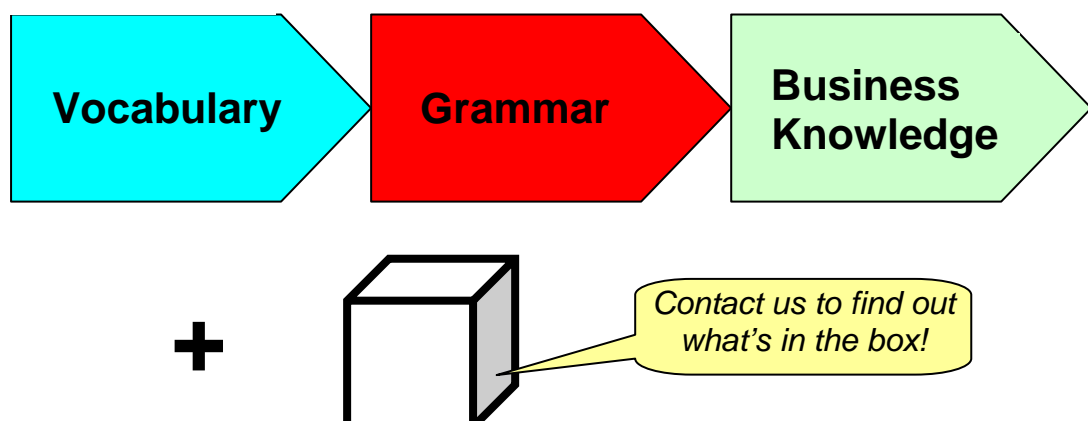 Vocabulary
Grammar
Business
Knowledge
+
Contact us to find out
what's in the box!